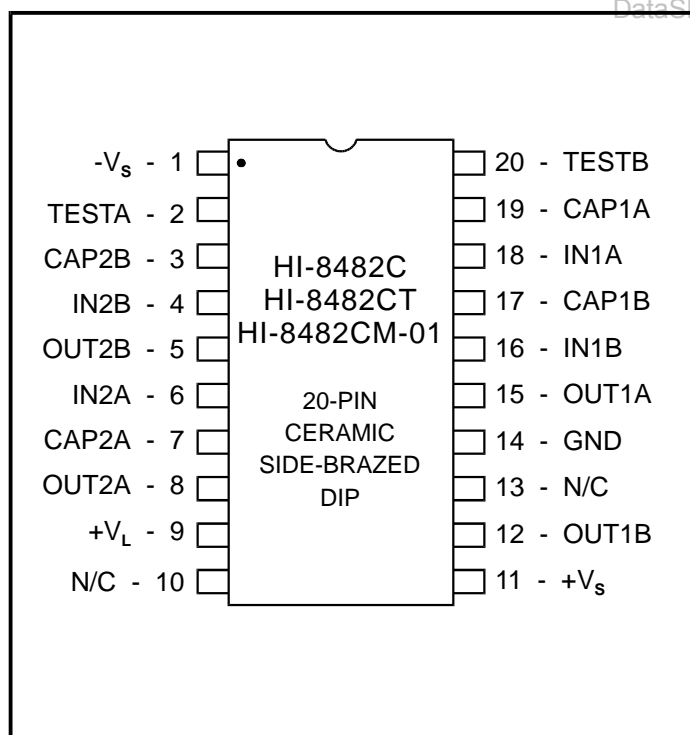 DataSh
-VS - 1
TESTA - 2
CAP2B - 3
IN2B - 4
OUT2B - 5
IN2A - 6
CAP2A - 7
OUT2A - 8
+VL - 9
N/C - 10
HI-8482C
HI-8482CT
HI-8482CM-01
20-PIN
CERAMIC
SIDE-BRAZED
DIP
20 - TESTB
19 - CAP1A
18 - IN1A
17 - CAP1B
16 - IN1B
15 - OUT1A
14 - GND
13 - N/C
12 - OUT1B
11 - +VS